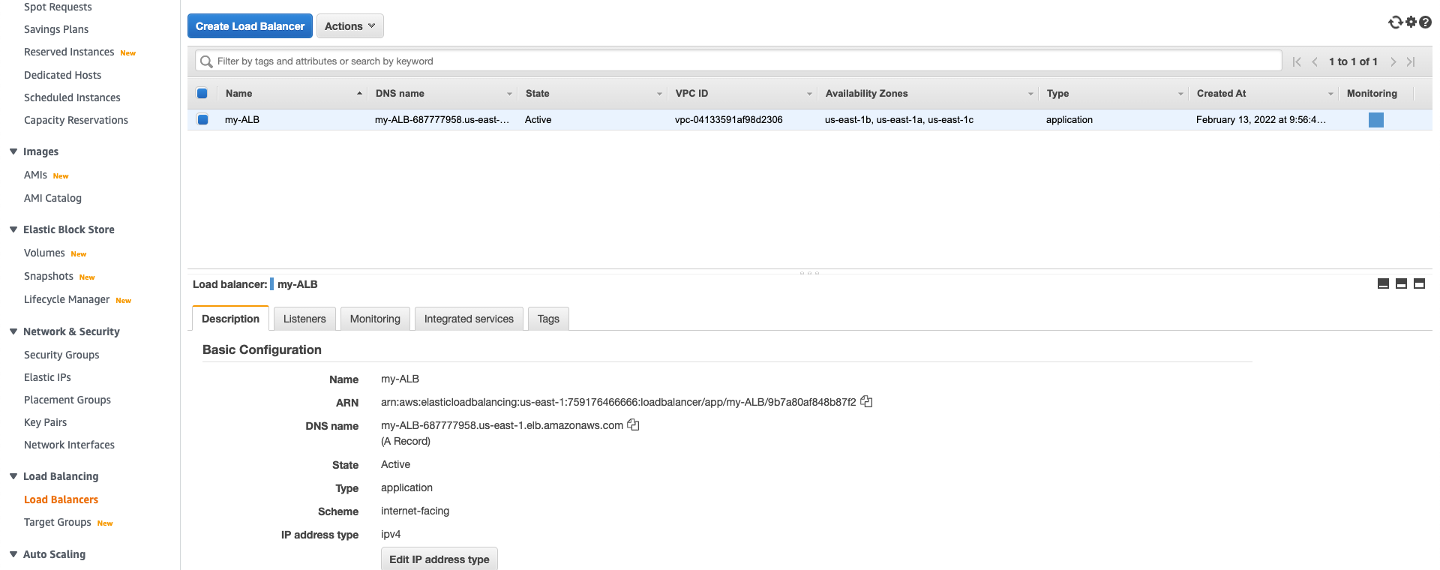 Spot Requests
Savings Plans
Reserved Instances New
Dedicated Hosts
Scheduled Instances
Capacity Reservations
Images
AMIs New
AMI Catalog
Elastic Block Store
Volumes New
Snapshots New
Lifecycle Manager New
Network & Security
Security Groups
Elastic IPs
Placement Groups
Key Pairs
Network Interfaces
Load Balancing
Load Balancers
Target Groups New
Auto Scaling
Create Load Balancer Actions
Filter by tags and attributes or search by keyword 1 to 1 of 1
Name DNS name State VPC ID Availability Zones Type Created At Monitoring
my-ALB my-ALB-687777958.us-east-... Active vpc-04133591af98d2306 us-east-1b, us-east-1a, us-east-1c application February 13, 2022 at 9:56:4...
Load balancer: my-ALB
Description Listeners Monitoring Integrated services Tags
Basic Configuration
Name my-ALB
ARN arn:aws:elasticloadbalancing:us-east-1:759176466666:loadbalancer/app/my-ALB/9b7a80af848b87f2
DNS name my-ALB-687777958.us-east-1.elb.amazonaws.com
(A Record)
State Active
Type application
Scheme internet-facing
IP address type ipv4
Edit IP address type